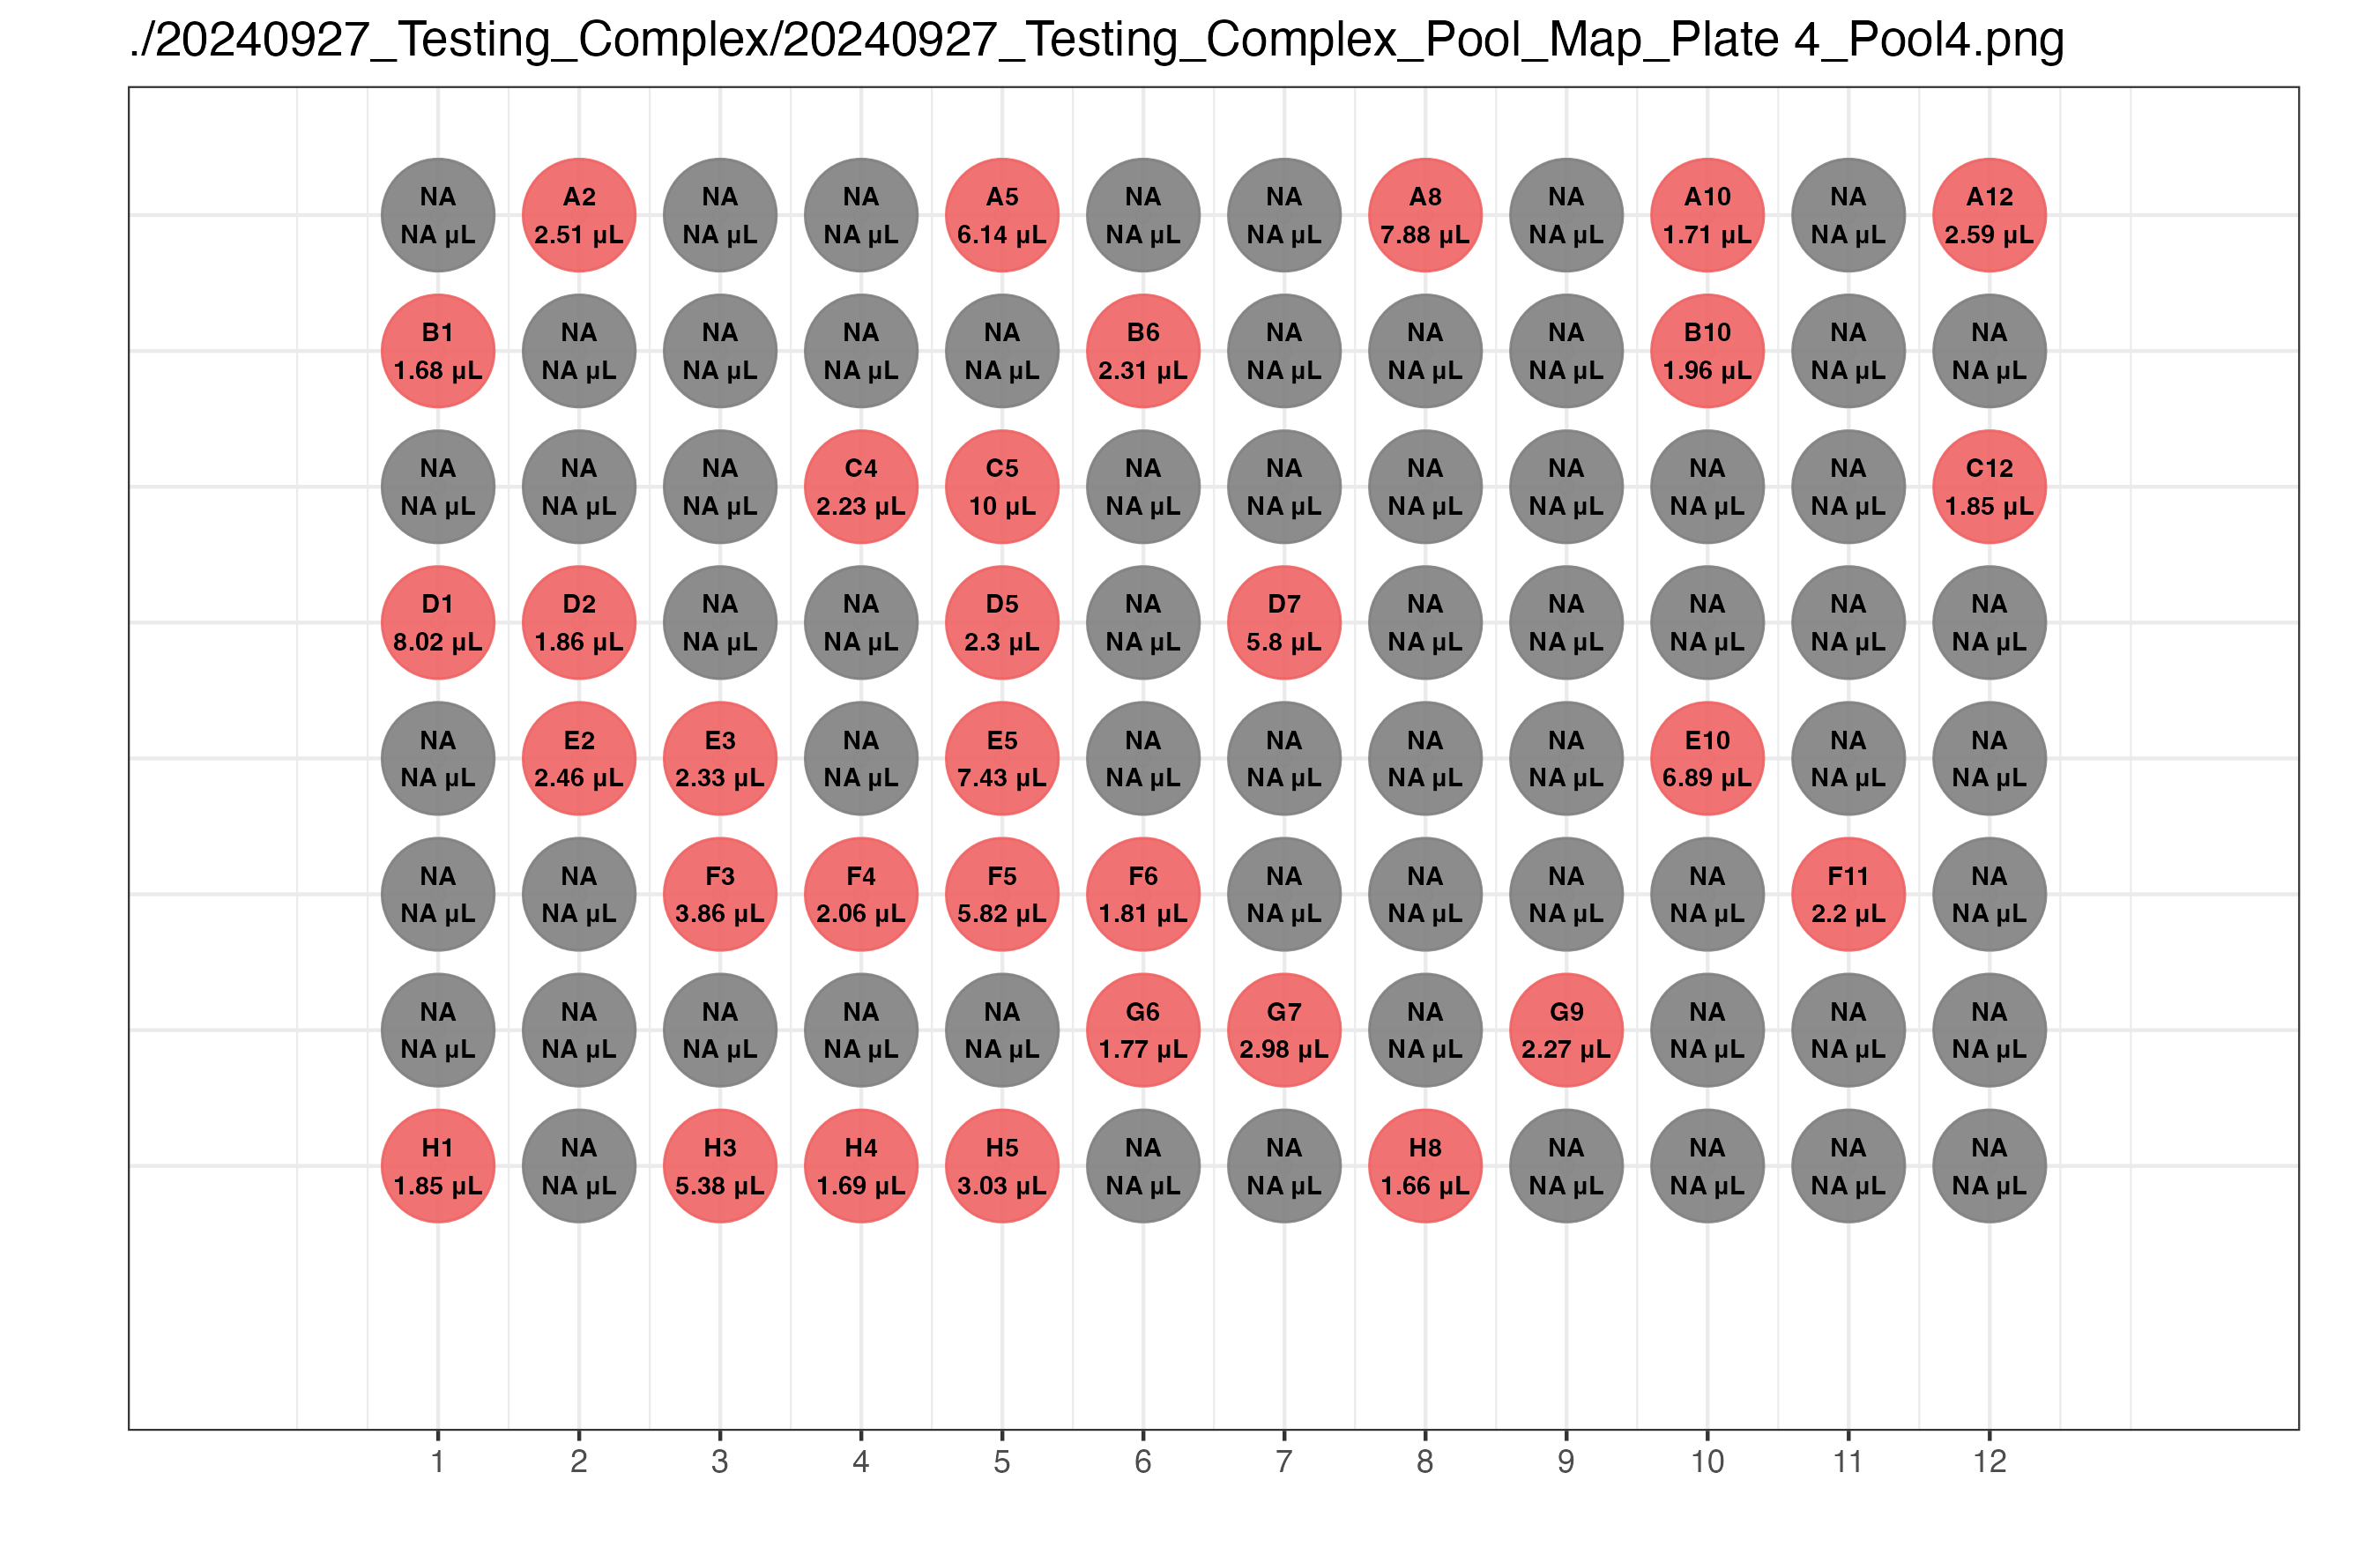 ./20240927_Testing_Complex/20240927_Testing_Complex_Pool_Map_Plate 4_Pool4.png
NA A2 NA NA A5 NA NA A8 NA A10 NA A12
NA µL 2.51 µL NA µL NA µL 6.14 µL NA µL NA µL 7.88 µL NA µL 1.71 µL NA µL 2.59 µL
B1 NA NA NA NA B6 NA NA NA B10 NA NA
1.68 µL NA µL NA µL NA µL NA µL 2.31 µL NA µL NA µL NA µL 1.96 µL NA µL NA µL
NA NA NA C4 C5 NA NA NA NA NA NA C12
NA µL NA µL NA µL 2.23 µL 10 µL NA µL NA µL NA µL NA µL NA µL NA µL 1.85 µL
D1 D2 NA NA D5 NA D7 NA NA NA NA NA
8.02 µL 1.86 µL NA µL NA µL 2.3 µL NA µL 5.8 µL NA µL NA µL NA µL NA µL NA µL
NA E2 E3 NA E5 NA NA NA NA E10 NA NA
NA µL 2.46 µL 2.33 µL NA µL 7.43 µL NA µL NA µL NA µL NA µL 6.89 µL NA µL NA µL
NA NA F3 F4 F5 F6 NA NA NA NA F11 NA
NA µL NA µL 3.86 µL 2.06 µL 5.82 µL 1.81 µL NA µL NA µL NA µL NA µL 2.2 µL NA µL
NA NA NA NA NA G6 G7 NA G9 NA NA NA
NA µL NA µL NA µL NA µL NA µL 1.77 µL 2.98 µL NA µL 2.27 µL NA µL NA µL NA µL
H1 NA H3 H4 H5 NA NA H8 NA NA NA NA
1.85 µL NA µL 5.38 µL 1.69 µL 3.03 µL NA µL NA µL 1.66 µL NA µL NA µL NA µL NA µL
1 2 3 4 5 6 7 8 9 10 11 12